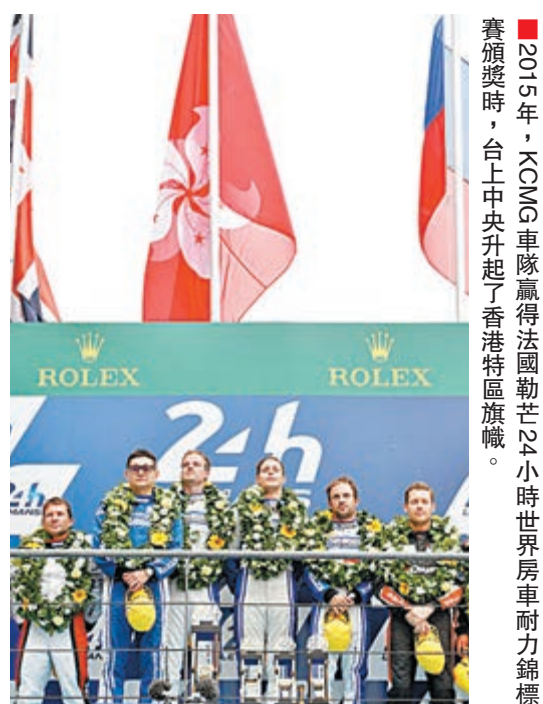 ■2015年，KCMG車隊贏得法國勒芒24小時世界房車耐力錦標
賽頒獎時，台上中央升起了香港特區旗幟。
ROLEX
ROLEX
24h
24h